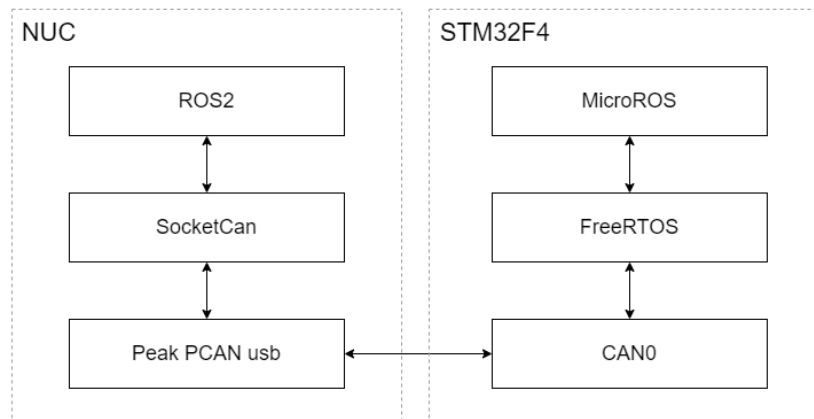 NUC
ROS2
SocketCan
Peak PCAN usb
STM32F4
MicroROS
FreeRTOS
CAN0